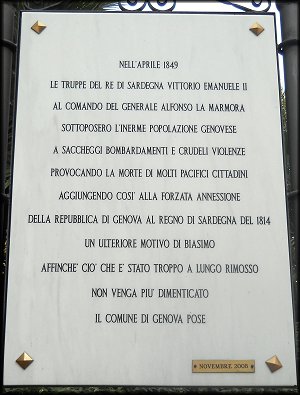 NELL'APRILE 1849
LE TRUPPE DEL RE DI SARDEGNA VITTORIO EMANUELE II
AL COMANDO DEL GENERALE ALFONSO LA MARMORA
SOTTOPOSERO L'INERME POPOLAZIONE GENOVESE
A SACCHEGGI BOMBARDAMENTI E CRUDELI VIOLENZE
PROVOCANDO LA MORTE DI MOLTI PACIFICI CITTADINI
AGGIUNGENDO COSI' ALLA FORZATA ANNESSIONE
DELLA REPUBBLICA DI GENOVA AL REGNO DI SARDEGNA DEL 1814
UN ULTERIORE MOTIVO DI BIASIMO
AFFINCHE' CIO' CHE E' STATO TROPPO A LUNGO RIMOSSO
NON VENGA PIU' DIMENTICATO
IL COMUNE DI GENOVA POSE
NOVEMBRE 2008